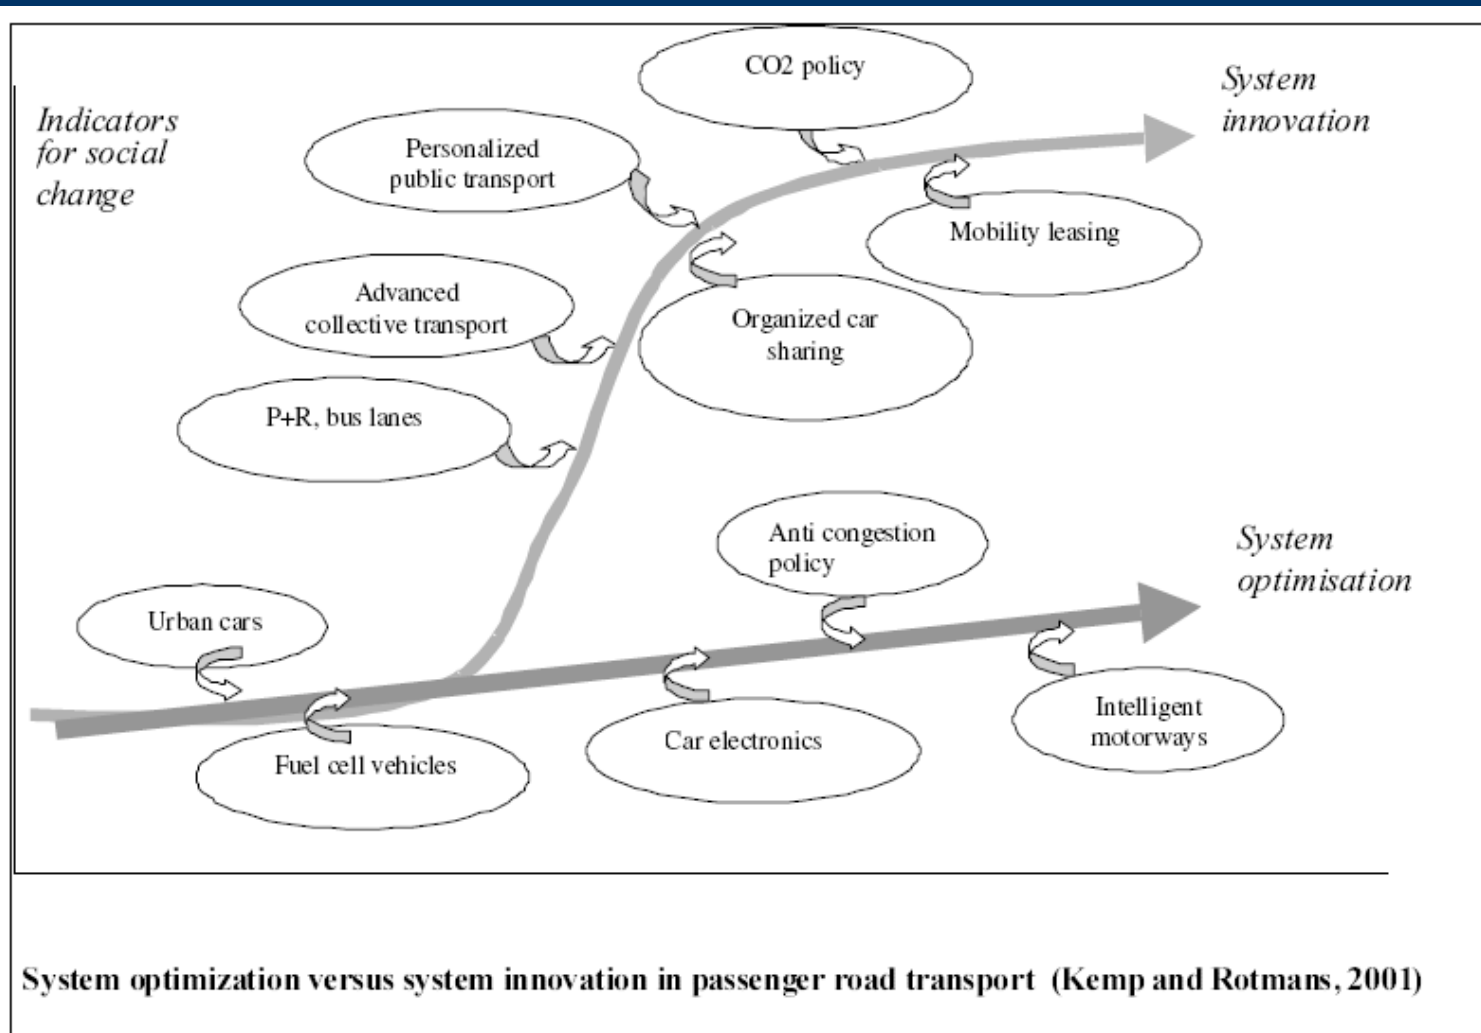 CO2 policy
System
innovation
Indicators
for social
change
Personalized
public transport
Mobility leasing
Advanced
collective transport
Organized car
sharing
P+R, bus lanes
Anti congestion
policy
System
optimisation
Urban cars
Intelligent
motorways
Car electronics
Fuel cell vehicles
System optimization versus system innovation in passenger road transport (Kemp and Rotmans, 2001)